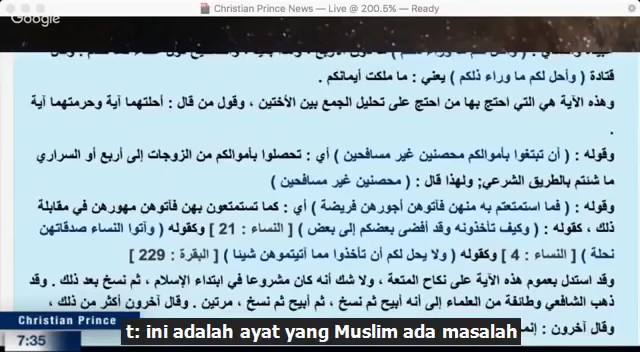 Christian Prince News — Live @ 200.5% — Ready
Google
قتادة ( وأحل لكم ما وراء ذلكم ) يعني : ما ملكت أيمانكم .
وهذه الآية هي التي احتج بها من احتج على تحليل الجمع بين الأختين ، وقول من قال : أحلتهما آية وحرمتهما آية
.
وقوله : ( أن تبتغوا بأموالكم محصنين غير مسافحين ) أي : تحصلوا بأموالكم من الزوجات إلى أربع أو السراري
ما شئتم بالطريق الشرعي; ولهذا قال : ( محصنين غير مسافحين )
وقوله : ( فما استمتعتم به منهن فآتوهن أجورهن فريضة ) أي : كما تستمتعون بهن فآتوهن مهورهن في مقابلة
ذلك ، كقوله : ( وكيف تأخذونه وقد أفضى بعضكم إلى بعض ) [ النساء : 21 ] وكقوله ( وآتوا النساء صدقاتهن
نحلة ) [ النساء : 4 ] وكقوله ( ولا يحل لكم أن تأخذوا مما آتيتموهن شيئا ) [ البقرة : 229 ]
وقد استدل بعموم هذه الآية على نكاح المتعة ، ولا شك أنه كان مشروعا في ابتداء الإسلام ، ثم نسخ بعد ذلك . وقد
ذهب الشافعي وطائفة من العلماء إلى أنه أبيح ثم نسخ ، ثم أبيح ثم نسخ ، مرتين . وقال آخرون أكثر من ذلك ،
وقال آخرون : إنما
Christian Prince
7:35
t: ini adalah ayat yang Muslim ada masalah